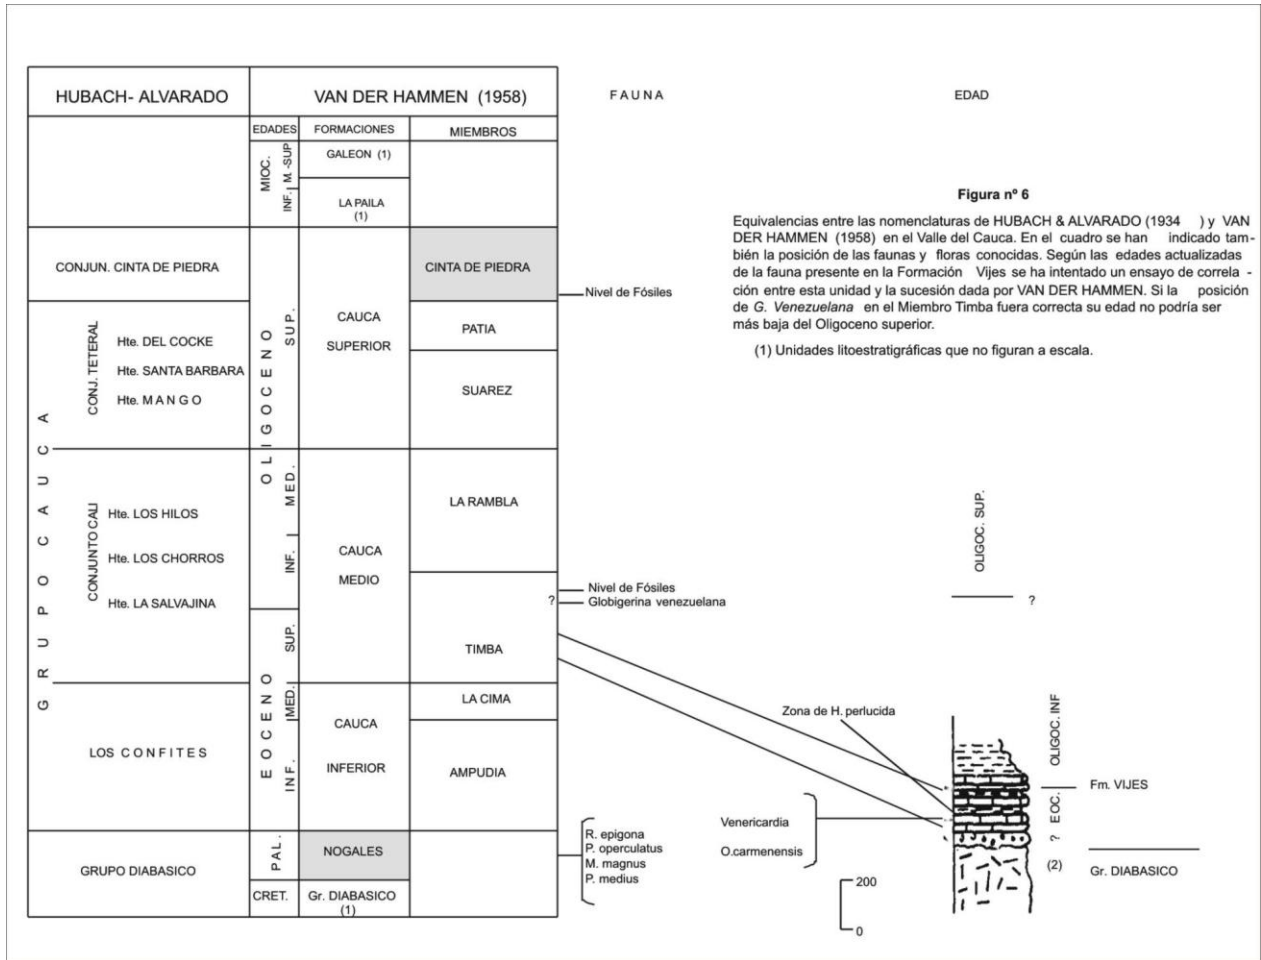 HUBACH- ALVARADO
VAN DER HAMMEN (1958)
FAUNA
EDAD
EDADES
FORMACIONES
MIEMBROS
MIOC.
INF. M.-SUP
GALEON (1)
LA PAILA
(1)
Figura nº 6
Equivalencias entre las nomenclaturas de HUBACH & ALVARADO (1934 ) y VAN
DER HAMMEN (1958) en el Valle del Cauca. En el cuadro se han indicado tam-
bién la posición de las faunas y floras conocidas. Según las edades actualizadas
de la fauna presente en la Formación Vijes se ha intentado un ensayo de correla -
ción entre esta unidad y la sucesión dada por VAN DER HAMMEN. Si la posición
de G. Venezuelana en el Miembro Timba fuera correcta su edad no podría ser
más baja del Oligoceno superior.
(1) Unidades litoestratigráficas que no figuran a escala.
GRUPO CAUCA
CONJUN. CINTA DE PIEDRA
CONJ. TETERAL
Hte. DEL COCKE
Hte. SANTA BARBARA
Hte. MANGO
CONJUNTO CALI
Hte. LOS HILOS
Hte. LOS CHORROS
Hte. LA SALVAJINA
LOS CONFITES
GRUPO DIABASICO
OLIGOCENO
SUP.
MED.
INF.
EOCENO
SUP.
MED.
INF.
PAL.
CRET.
CAUCA
SUPERIOR
CAUCA
MEDIO
CAUCA
INFERIOR
NOGALES
Gr. DIABASICO
(1)
CINTA DE PIEDRA
PATIA
SUAREZ
LA RAMBLA
?
TIMBA
LA CIMA
AMPUDIA
Nivel de Fósiles
Nivel de Fósiles
Globigerina venezuelana
R. epigona
P. operculatus
M. magnus
P. medius
Venericardia
O.carmenensis
Zona de H. perlucida
OLIGOC. SUP.
?
OLIGOC. INF
? EOC.
(2)
Fm. VIJES
Gr. DIABASICO
200
0